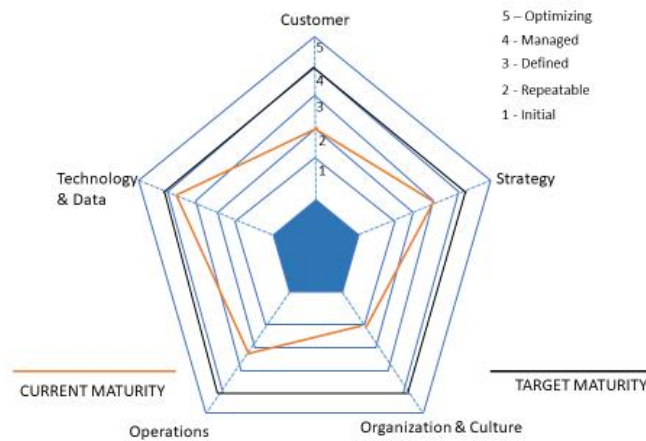 Customer
5 – Optimizing
4 - Managed
3 - Defined
2 - Repeatable
1 - Initial
5
4
3
2
1
Technology
& Data
Strategy
CURRENT MATURITY
TARGET MATURITY
Operations
Organization & Culture